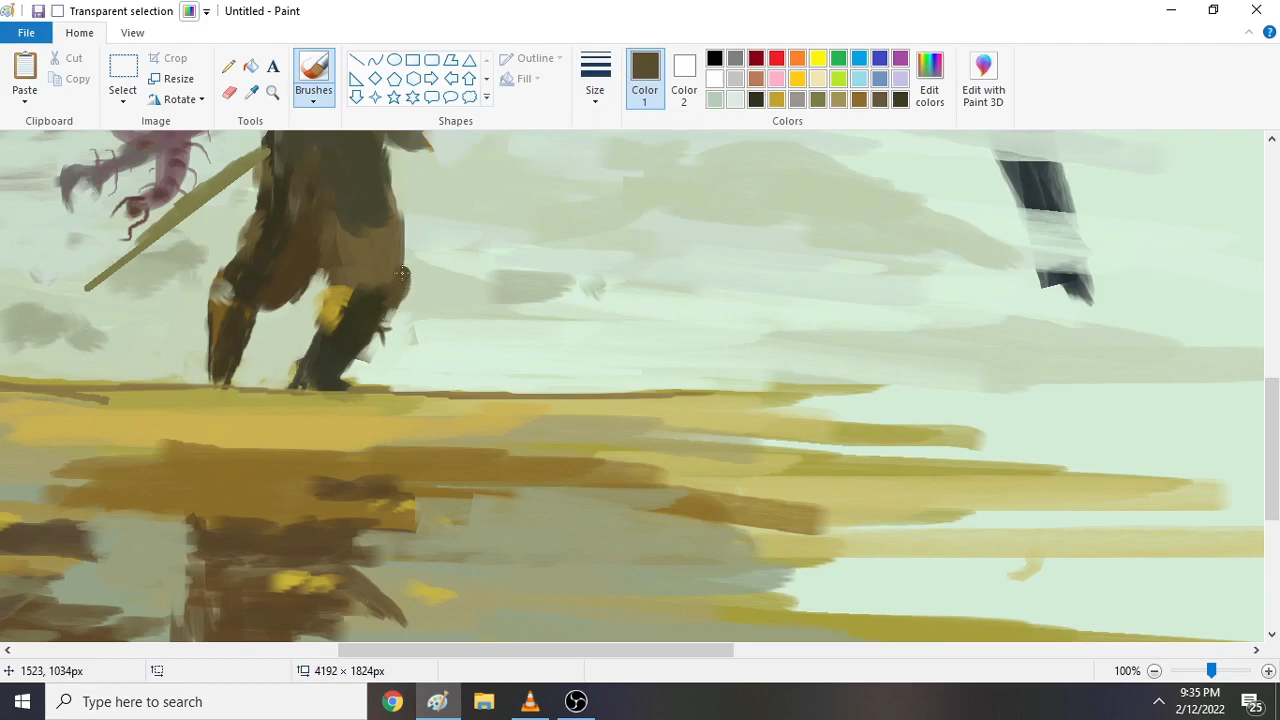 Transparent selection
Untitled - Paint
File
Home
View
Paste
Cut
Copy
Clipboard
Select
Crop
Resize
Rotate
Image
A
Tools
Brushes
Outline
Fill
Shapes
Size
Color 1
Color 2
Edit colors
Edit with Paint 3D
Colors
1523, 1034px
4192 × 1824px
100%
Type here to search
9:35 PM
2/12/2022
25